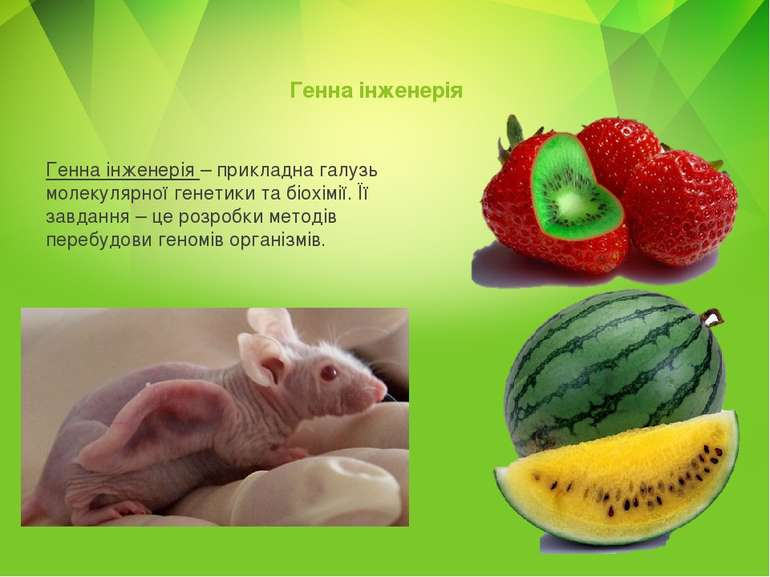 Генна інженерія
Генна інженерія – прикладна галузь
молекулярної генетики та біохімії. Її
завдання – це розробки методів
перебудови геномів організмів.